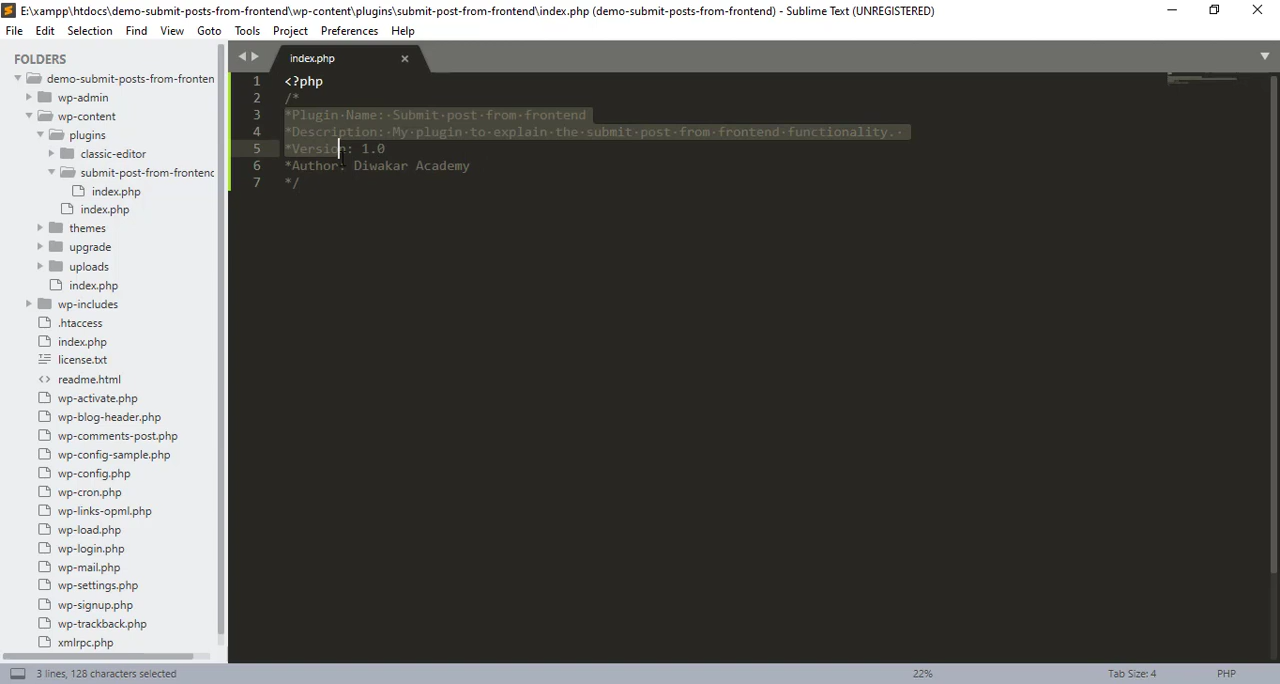 E:\xampp\htdocs\demo-submit-posts-from-frontend\wp-content\plugins\submit-post-from-frontend\index.php (demo-submit-posts-from-frontend) - Sublime Text (UNREGISTERED)
File Edit Selection Find View Goto Tools Project Preferences Help
FOLDERS
demo-submit-posts-from-fronten
wp-admin
wp-content
plugins
classic-editor
submit-post-from-frontend
index.php
index.php
themes
upgrade
uploads
index.php
wp-includes
.htaccess
index.php
license.txt
readme.html
wp-activate.php
wp-blog-header.php
wp-comments-post.php
wp-config-sample.php
wp-config.php
wp-cron.php
wp-links-opml.php
wp-load.php
wp-login.php
wp-mail.php
wp-settings.php
wp-signup.php
wp-trackback.php
xmlrpc.php
index.php
1 <?php
2 /*
3 *Plugin Name: Submit post from frontend
4 *Description: My plugin to explain the submit post from frontend functionality.
5 *Version: 1.0
6 *Author: Diwakar Academy
7 */
3 lines, 128 characters selected 22% Tab Size: 4 PHP